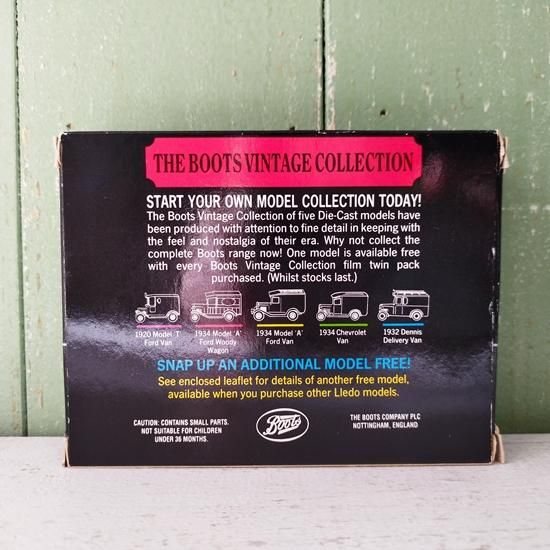 THE BOOTS VINTAGE COLLECTION
START YOUR OWN MODEL COLLECTION TODAY!
The Boots Vintage Collection of five Die-Cast models have
been produced with attention to fine detail in keeping with
the feel and nostalgia of their era. Why not collect the
complete Boots range now! One model is available free
with every Boots Vintage Collection film twin pack
purchased. (Whilst stocks last.)
1920 Model 'T'
Ford Van
1934 Model 'A'
Ford Woody
Wagon
1934 Model 'A'
Ford Van
1934 Chevrolet
Van
1932 Dennis
Delivery Van
SNAP UP AN ADDITIONAL MODEL FREE!
See enclosed leaflet for details of another free model,
available when you purchase other Lledo models.
CAUTION: CONTAINS SMALL PARTS.
NOT SUITABLE FOR CHILDREN
UNDER 36 MONTHS.
Boots
THE BOOTS COMPANY PLC
NOTTINGHAM, ENGLAND